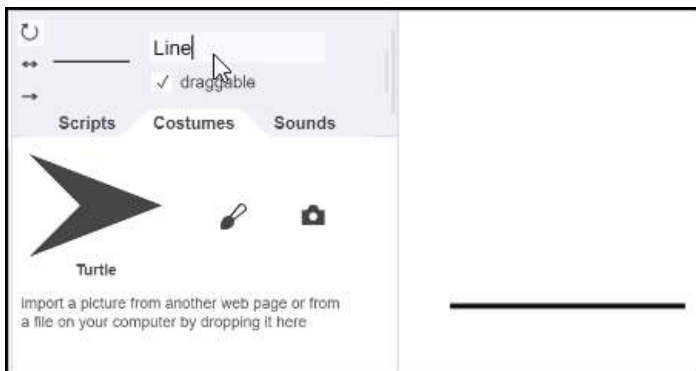 Line
draggable
Scripts Costumes Sounds
Turtle
Import a picture from another web page or from
a file on your computer by dropping it here